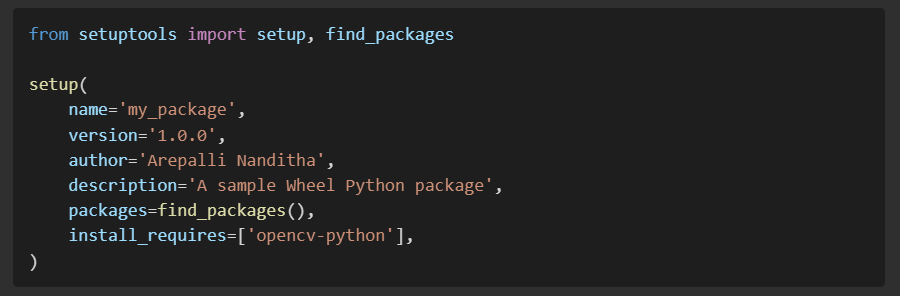 from setuptools import setup, find_packages
setup(
    name='my_package',
    version='1.0.0',
    author='Arepalli Nanditha',
    description='A sample Wheel Python package',
    packages=find_packages(),
    install_requires=['opencv-python'],
)